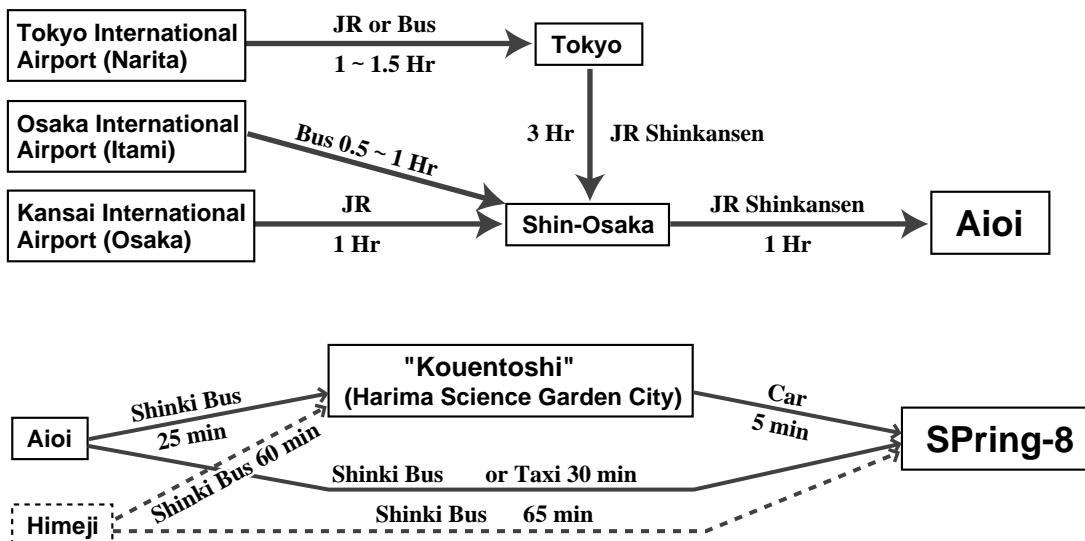 Tokyo International
Airport (Narita)
JR or Bus
1 ~ 1.5 Hr
Tokyo
Osaka International
Airport (Itami)
Bus 0.5 ~ 1 Hr
3 Hr
JR Shinkansen
Kansai International
Airport (Osaka)
JR
1 Hr
Shin-Osaka
JR Shinkansen
1 Hr
Aioi
"Kouentoshi"
(Harima Science Garden City)
Shinki Bus
25 min
Car
5 min
Aioi
SPring-8
Shinki Bus 60 min
Shinki Bus or Taxi 30 min
Himeji
Shinki Bus 65 min